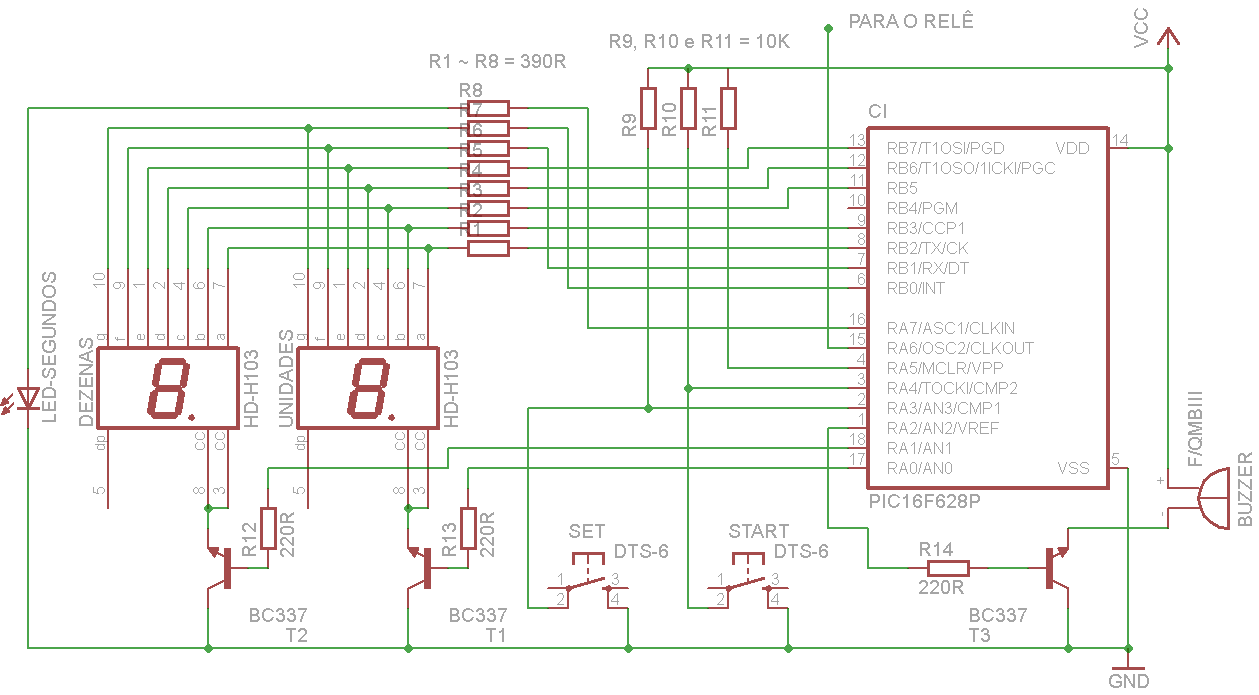 PARA O RELÊ
VCC
R9, R10 e R11 = 10K
R1 ~ R8 = 390R
R8
R7
R6
R5
R4
R3
R2
R1
R9
R10
R11
CI
13
RB7/T1OSI/PGD
VDD
14
12
RB6/T1OSO/1ICKI/PGC
11
RB5
10
RB4/PGM
9
RB3/CCP1
8
RB2/TX/CK
7
RB1/RX/DT
6
RB0/INT
16
RA7/ASC1/CLKIN
15
RA6/OSC2/CLKOUT
4
RA5/MCLR/VPP
3
RA4/TOCKI/CMP2
2
RA3/AN3/CMP1
1
RA2/AN2/VREF
18
RA1/AN1
17
RA0/AN0
VSS
5
PIC16F628P
LED-SEGUNDOS
DEZENAS
10
9
1
2
4
6
7
g
f
e
d
c
b
a
8.
HD-H103
dp
CC
CC
5
8
3
UNIDADES
10
9
1
2
4
6
7
g
f
e
d
c
b
a
8.
HD-H103
dp
CC
CC
5
8
3
F/QMBIII
BUZZER
+
-
R12
220R
R13
220R
SET
DTS-6
1
3
2
4
START
DTS-6
1
3
2
4
R14
220R
BC337
T2
BC337
T1
BC337
T3
GND